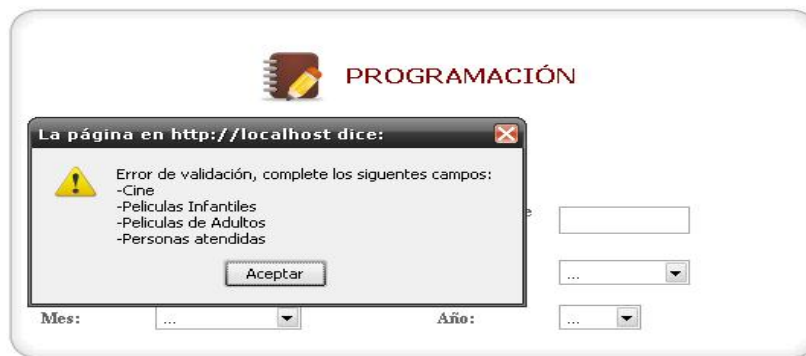 PROGRAMACIÓN
La página en http://localhost dice:
Error de validación, complete los siguentes campos:
-Cine
-Peliculas Infantiles
-Peliculas de Adultos
-Personas atendidas
Aceptar
...
Mes:
...
Año:
...